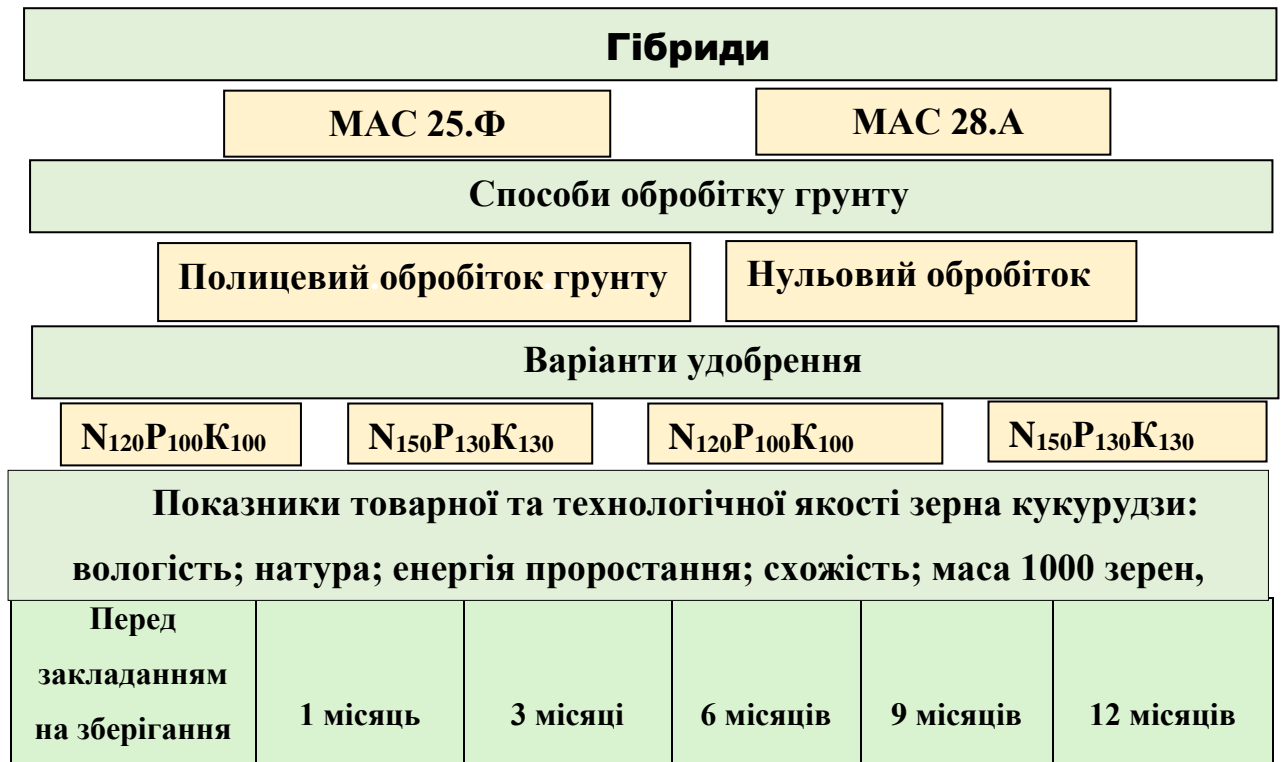 Гібриди
МАС 25.Ф
МАС 28.А
Способи обробітку грунту
Полицевий обробіток грунту
Нульовий обробіток
Варіанти удобрення
N₁₂₀P₁₀₀K₁₀₀
N₁₅₀P₁₃₀K₁₃₀
N₁₂₀P₁₀₀K₁₀₀
N₁₅₀P₁₃₀K₁₃₀
Показники товарної та технологічної якості зерна кукурудзи:
вологість; натура; енергія проростання; схожість; маса 1000 зерен,
Перед
закладанням
на зберігання
1 місяць
3 місяці
6 місяців
9 місяців
12 місяців